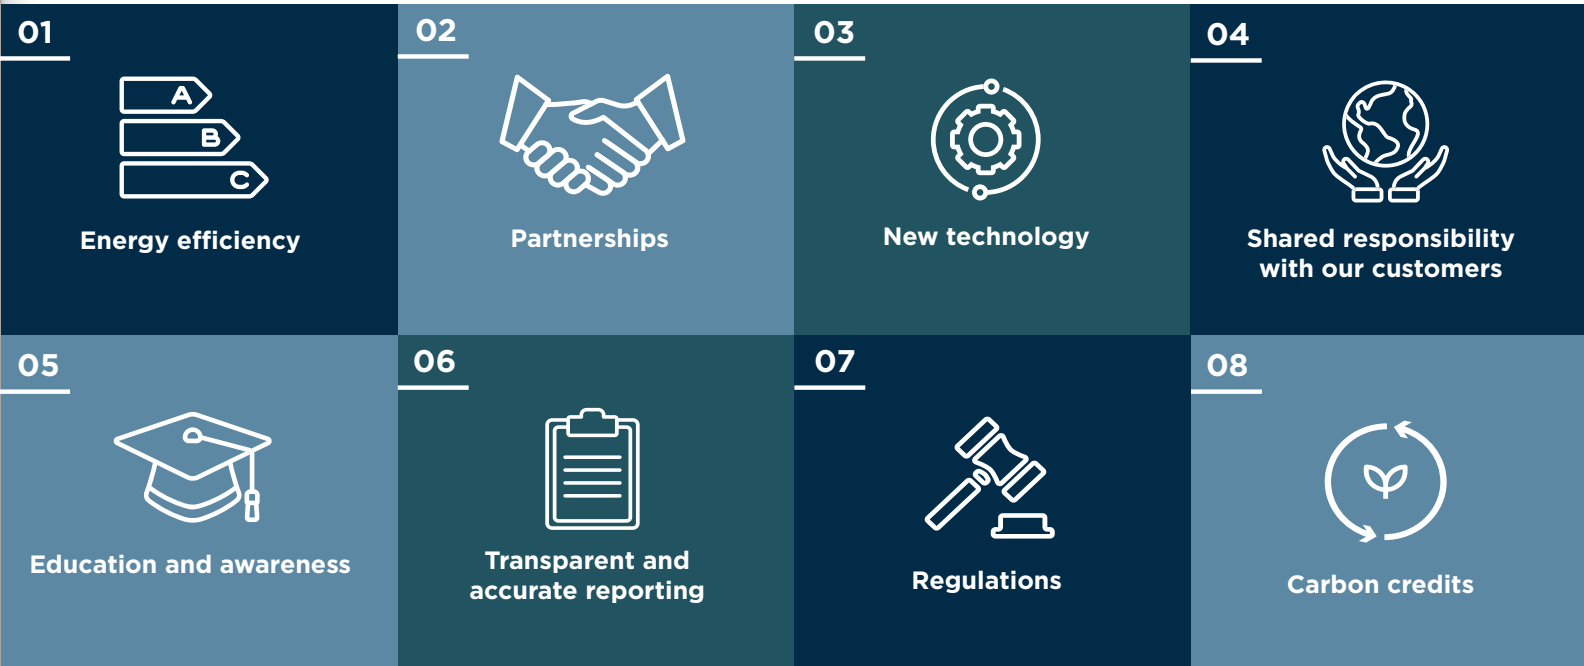 01
A
B
C
Energy efficiency
02
Partnerships
03
New technology
04
Shared responsibility
with our customers
05
Education and awareness
06
Transparent and
accurate reporting
07
Regulations
08
Carbon credits